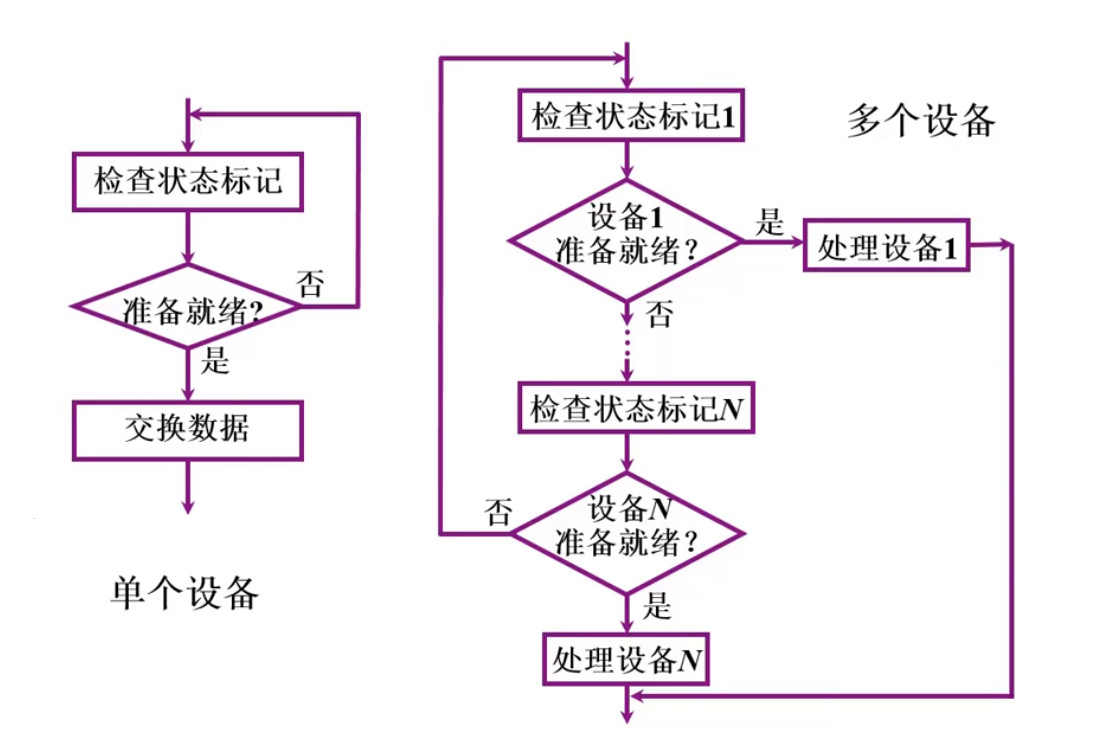 检查状态标记
准备就绪?
否
是
交换数据
单个设备
多个设备
检查状态标记1
设备1
准备就绪?
是
处理设备1
否
检查状态标记N
设备N
准备就绪?
否
是
处理设备N